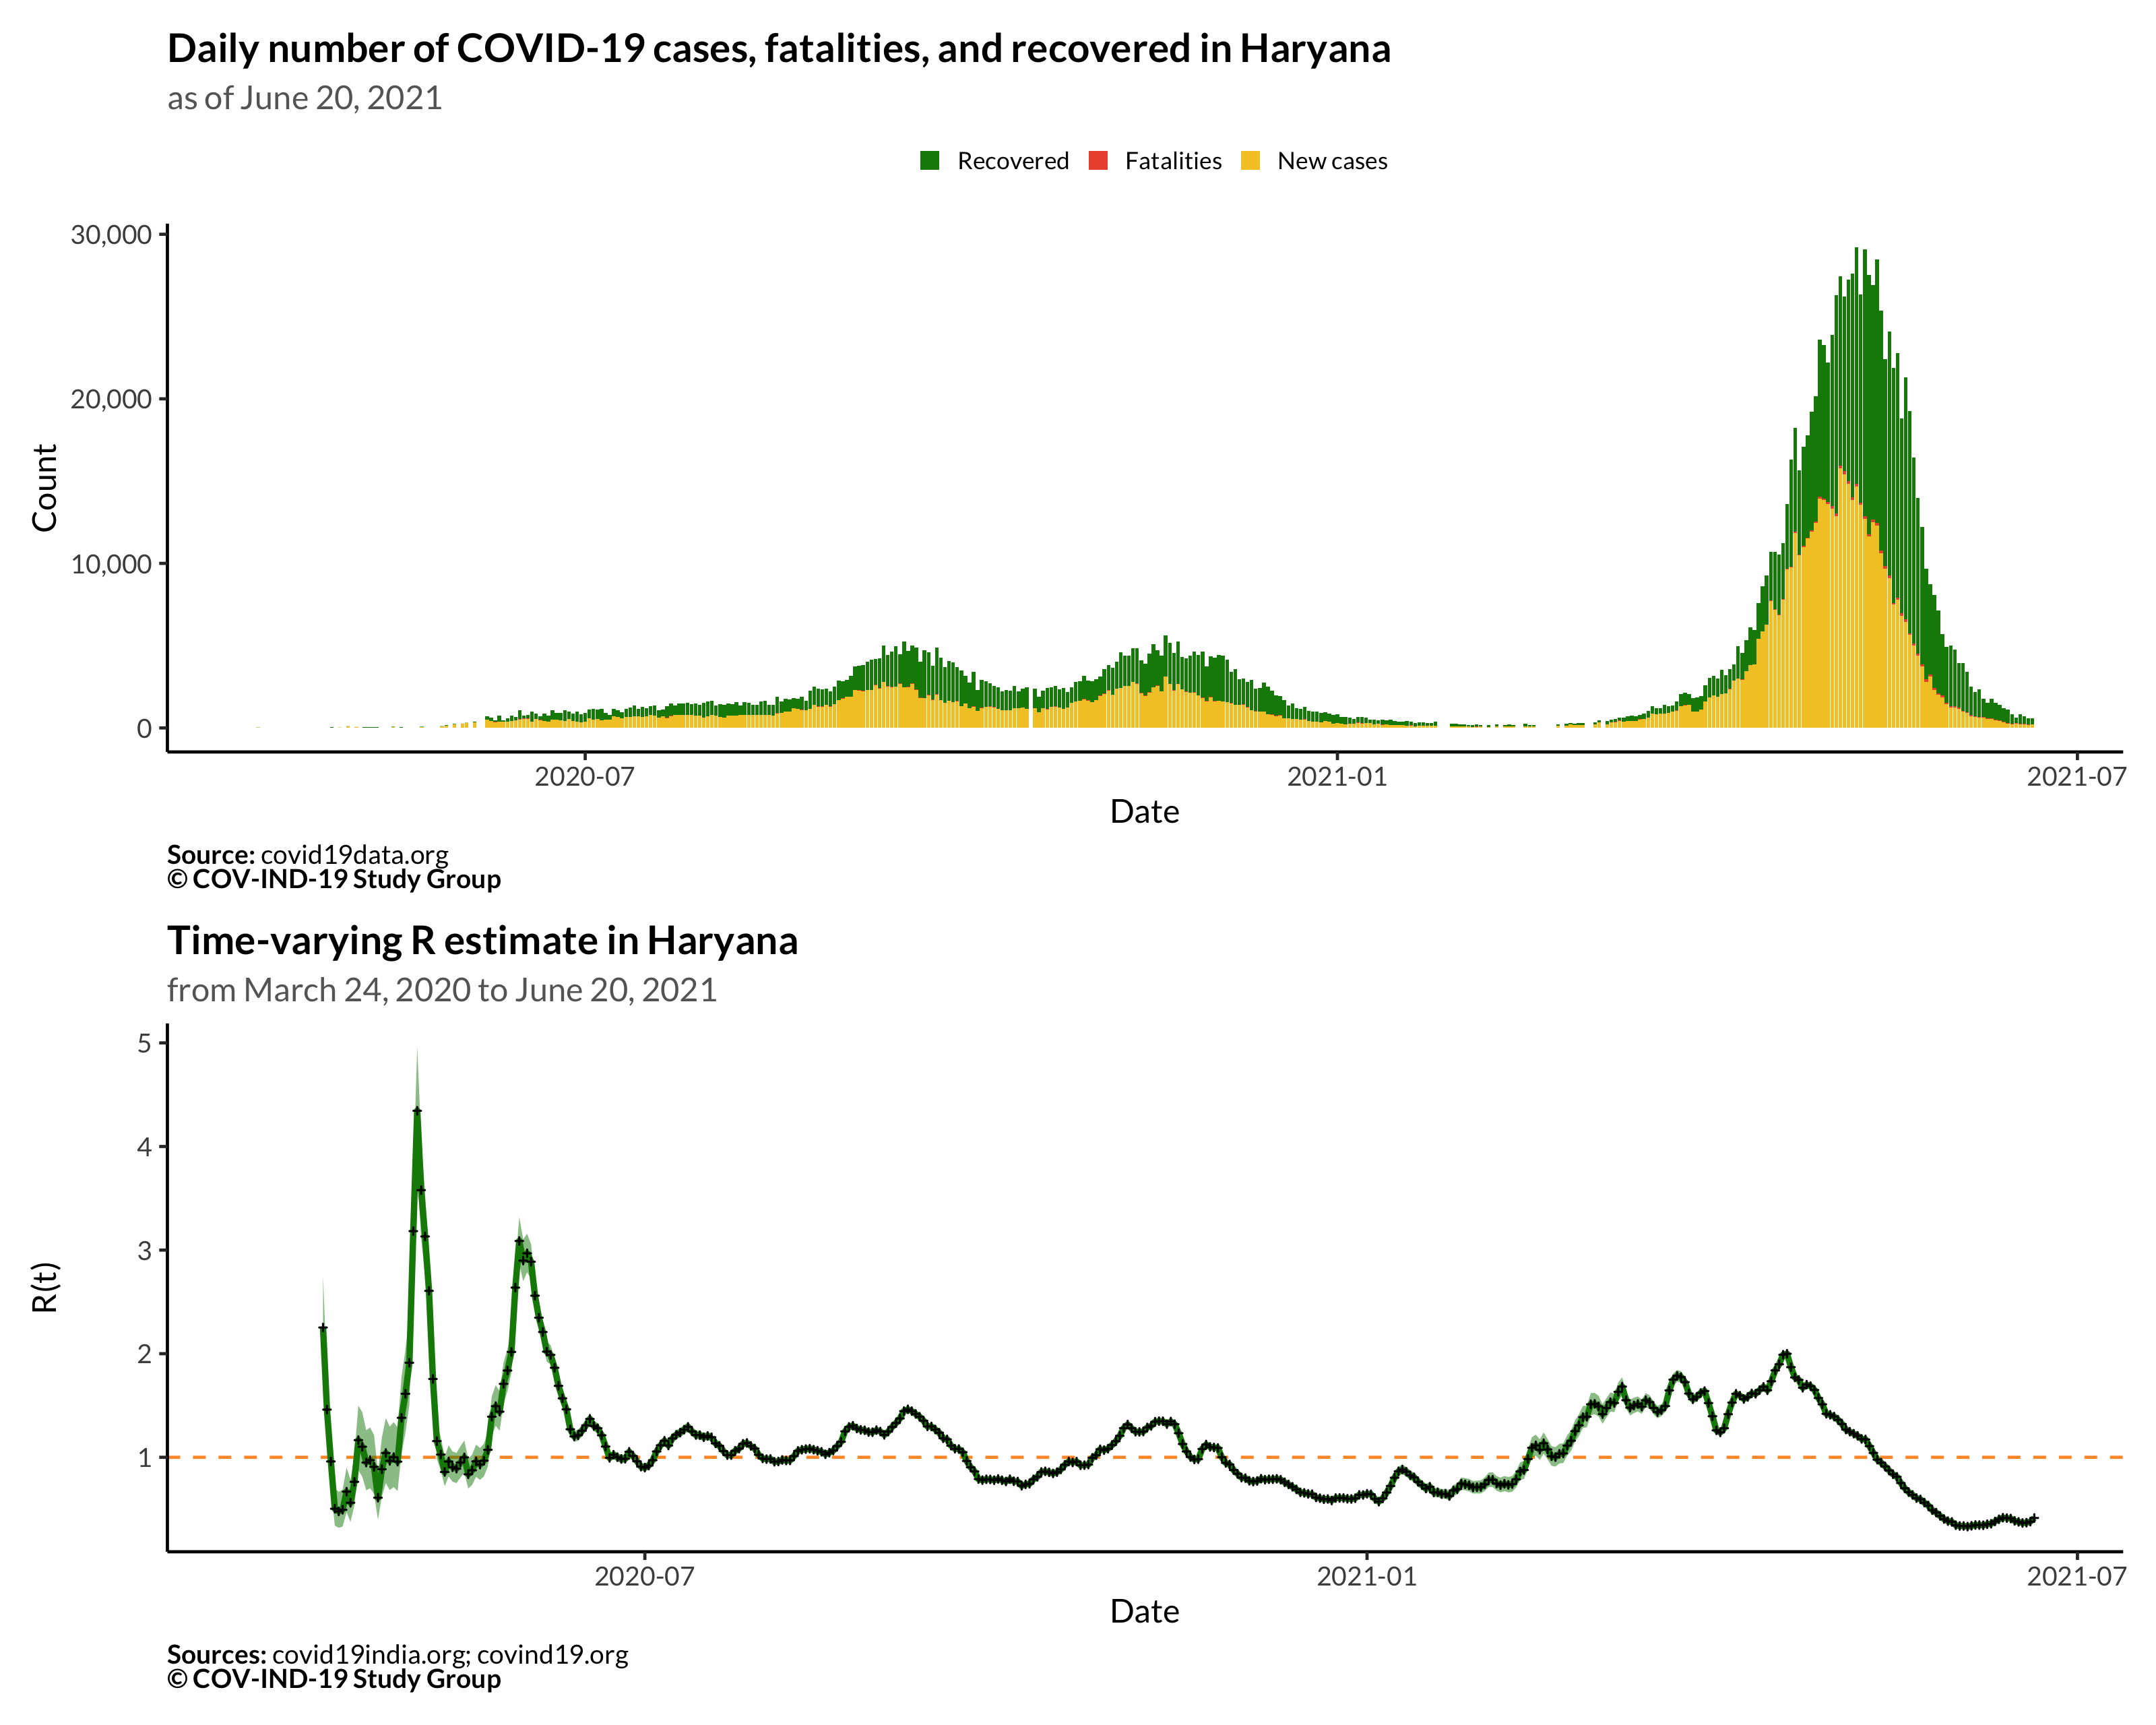 Daily number of COVID-19 cases, fatalities, and recovered in Haryana
as of June 20, 2021
Recovered Fatalities New cases
30,000
20,000
10,000
0
Count
2020-07 2021-01 2021-07
Date
Source: covid19data.org
© COV-IND-19 Study Group
Time-varying R estimate in Haryana
from March 24, 2020 to June 20, 2021
5
4
3
2
1
R(t)
2020-07 2021-01 2021-07
Date
Sources: covid19india.org; covind19.org
© COV-IND-19 Study Group